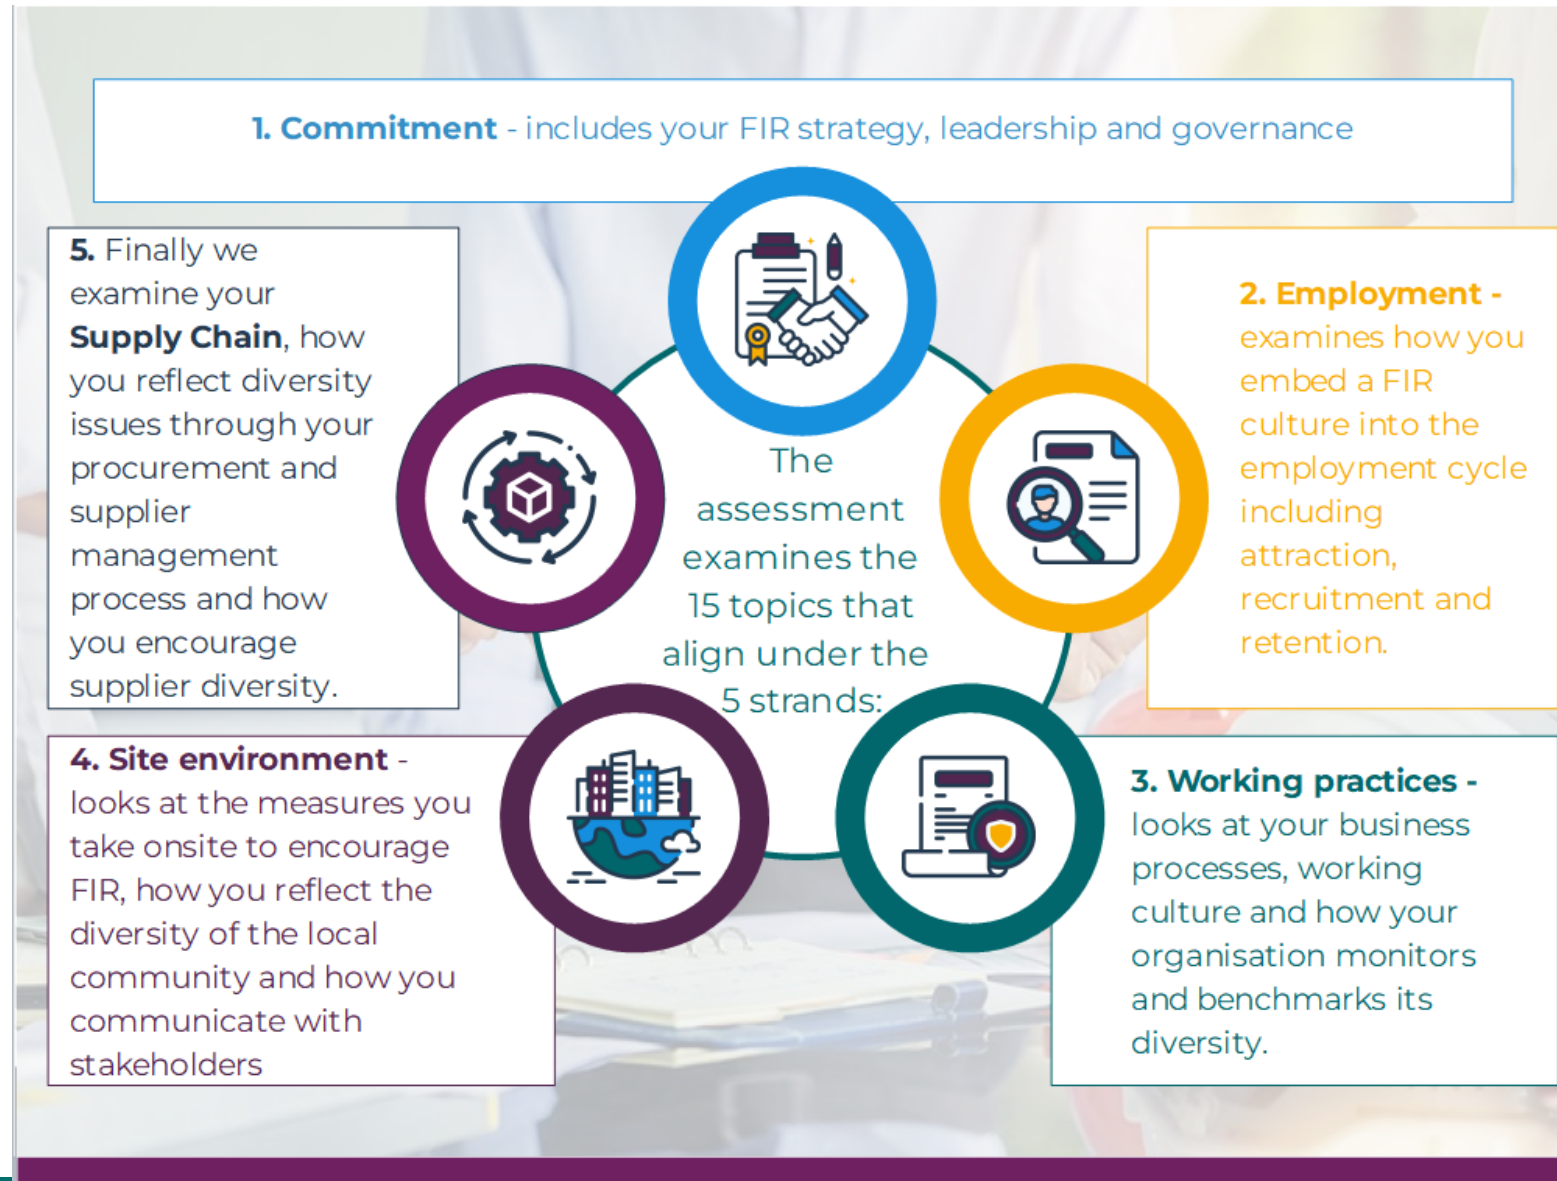 1. Commitment - includes your FIR strategy, leadership and governance
The
assessment
examines the
15 topics that
align under the
5 strands:
2. Employment -
examines how you
embed a FIR
culture into the
employment cycle
including
attraction,
recruitment and
retention.
3. Working practices -
looks at your business
processes, working
culture and how your
organisation monitors
and benchmarks its
diversity.
4. Site environment -
looks at the measures you
take onsite to encourage
FIR, how you reflect the
diversity of the local
community and how you
communicate with
stakeholders
5. Finally we
examine your
Supply Chain, how
you reflect diversity
issues through your
procurement and
supplier
management
process and how
you encourage
supplier diversity.